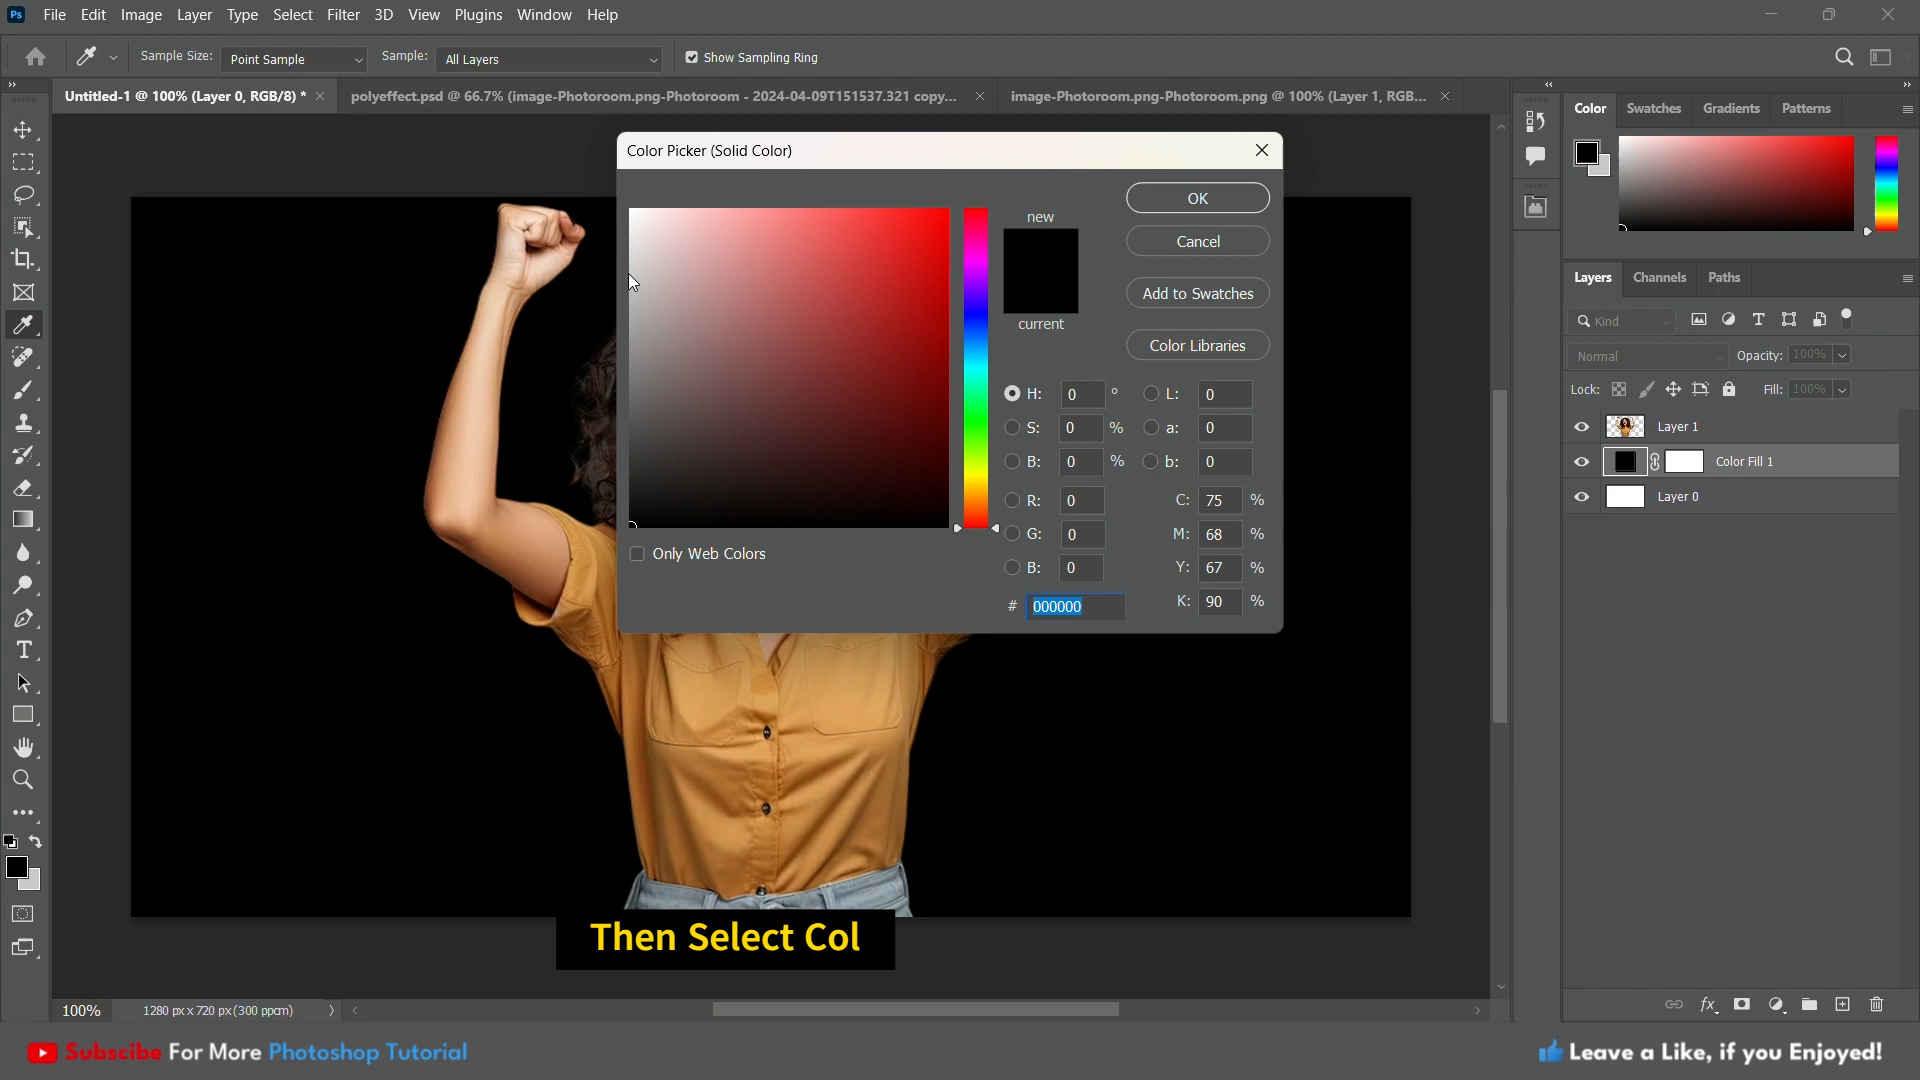 Ps File Edit Image Layer Type Select Filter 3D View Plugins Window Help
Sample Size: Point Sample Sample: All Layers Show Sampling Ring
Untitled-1 @ 100% (Layer 0, RGB/8) * × polyeffect.psd @ 66.7% (image-Photoroom.png-Photoroom - 2024-04-09T151537.321 copy... × image-Photoroom.png-Photoroom.png @ 100% (Layer 1, RGB... ×
Color Swatches Gradients Patterns
Color Picker (Solid Color)
new
current
OK
Cancel
Add to Swatches
Color Libraries
H: 0 ° L: 0
S: 0 % a: 0
B: 0 % b: 0
R: 0 C: 75 %
G: 0 M: 68 %
B: 0 Y: 67 %
# 000000 K: 90 %
Only Web Colors
Layers Channels Paths
Kind
Normal Opacity: 100%
Lock: Fill: 100%
Layer 1
Color Fill 1
Layer 0
fx
Then Select Col
100% 1280 px x 720 px (300 ppcm)
Subscibe For More Photoshop Tutorial
Leave a Like, if you Enjoyed!